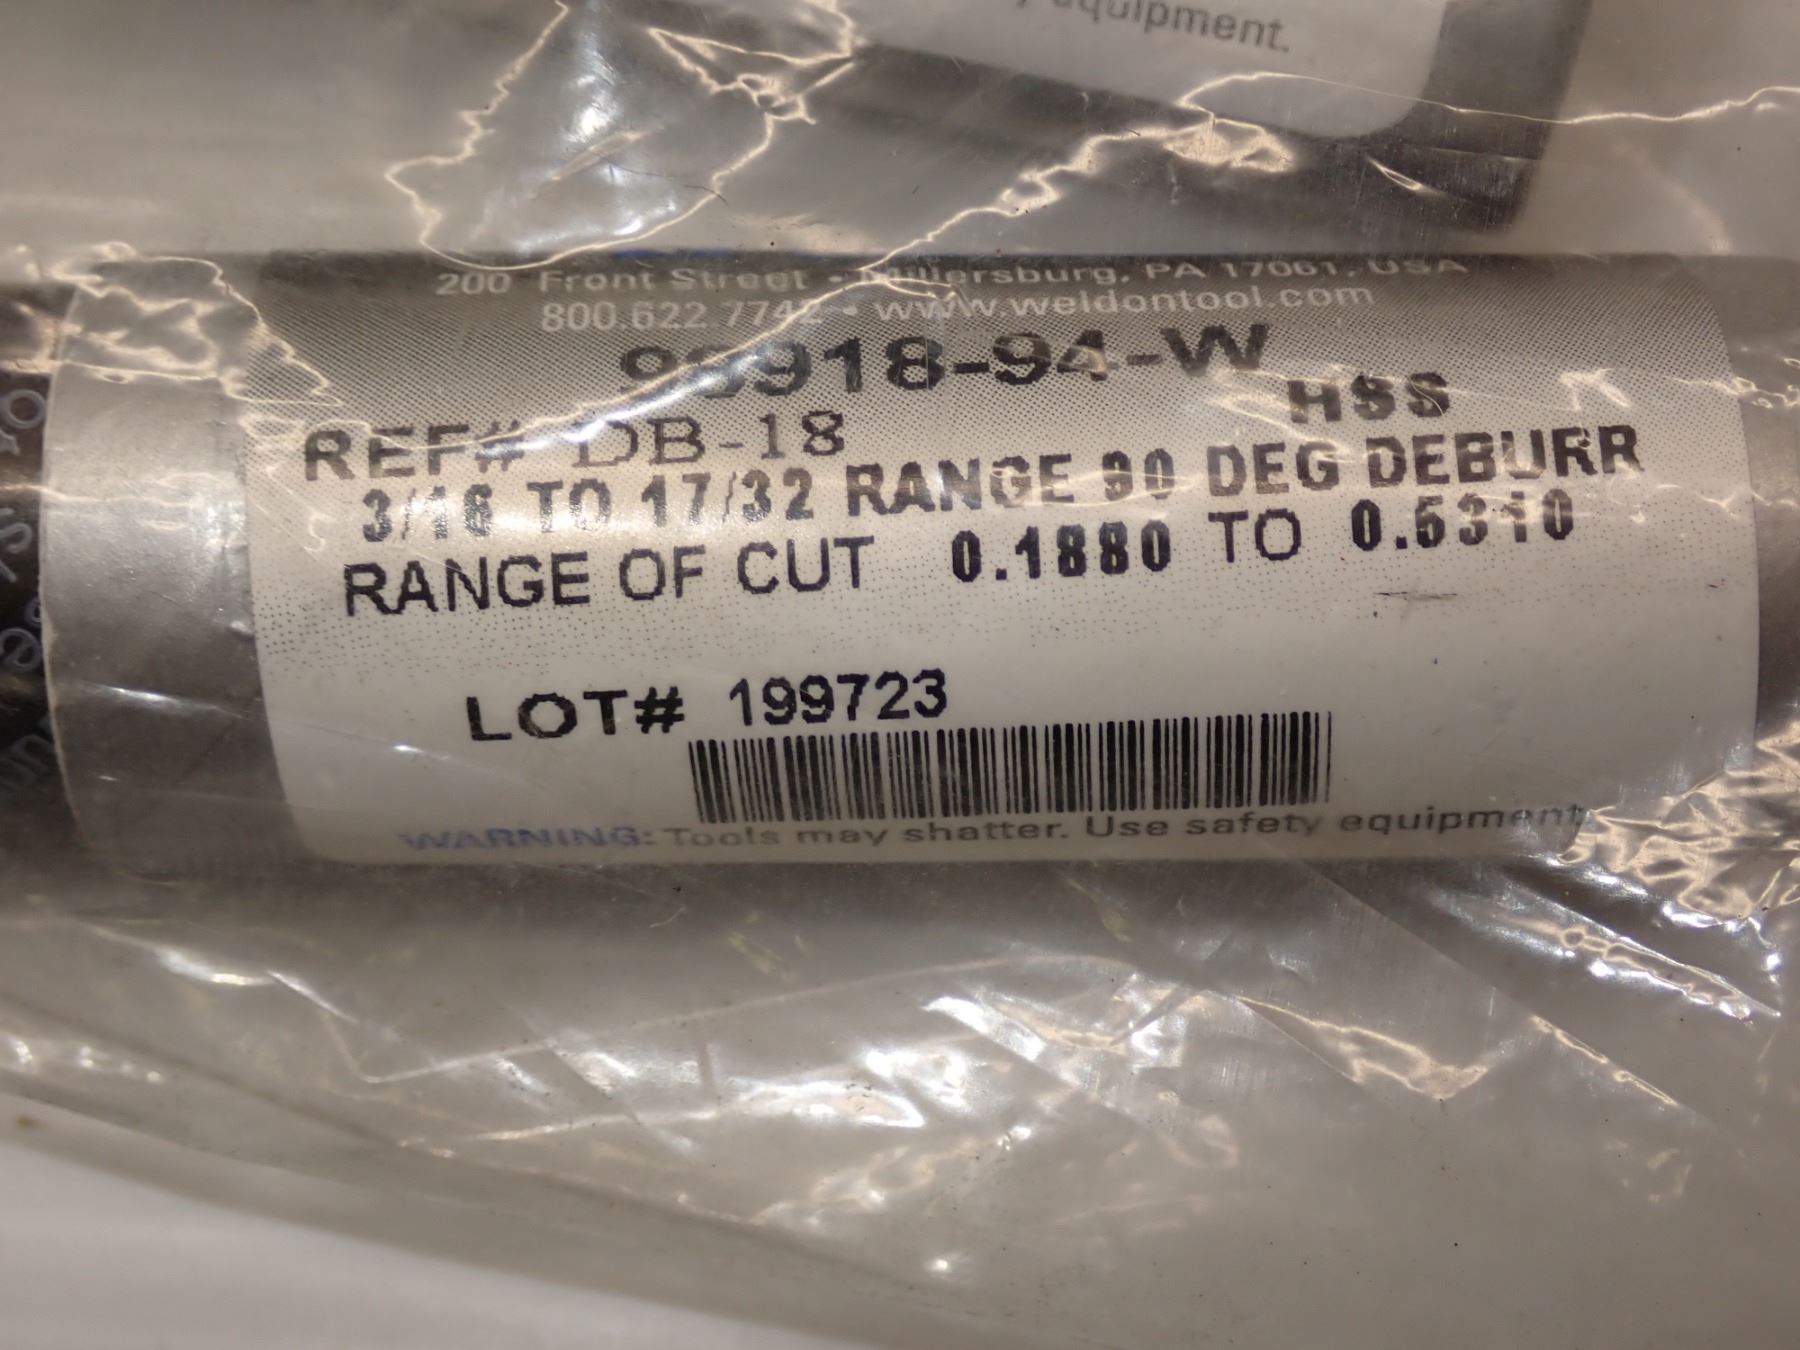 equipment.
200 Front Street • Millersburg, PA 17061, USA
800.622.7742 • www.weldontool.com
HSS
REF# DB-18
3/16 TO 17/32 RANGE 90 DEG DEBURR
RANGE OF CUT 0.1880 TO 0.5310
LOT# 199723
WARNING: Tools may shatter. Use safety equipment